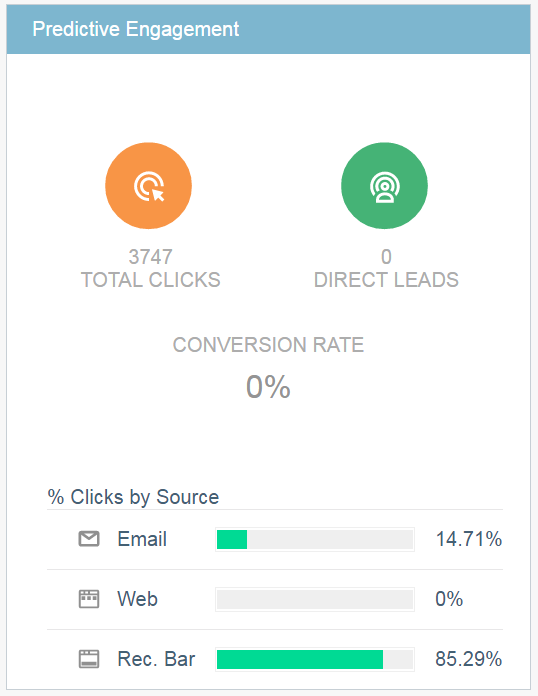 Predictive Engagement
3747
TOTAL CLICKS
0
DIRECT LEADS
CONVERSION RATE
0%
% Clicks by Source
Email 14.71%
Web 0%
Rec. Bar 85.29%